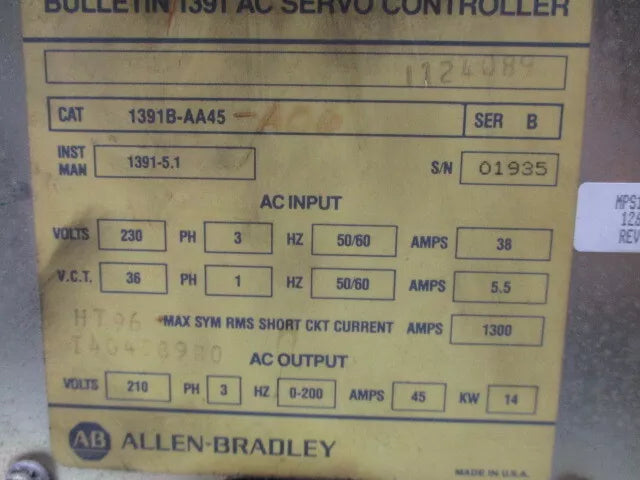 BULLETIN 1391 AC SERVO CONTROLLER
1124089
CAT 1391B-AA45 SER B
INST MAN 1391-5.1 S/N 01935
AC INPUT
VOLTS 230 PH 3 HZ 50/60 AMPS 38
V.C.T. 36 PH 1 HZ 50/60 AMPS 5.5
HT96 MAX SYM RMS SHORT CKT CURRENT AMPS 1300
AC OUTPUT
VOLTS 210 PH 3 HZ 0-200 AMPS 45 KW 14
AB ALLEN-BRADLEY
MADE IN U.S.A.
REV